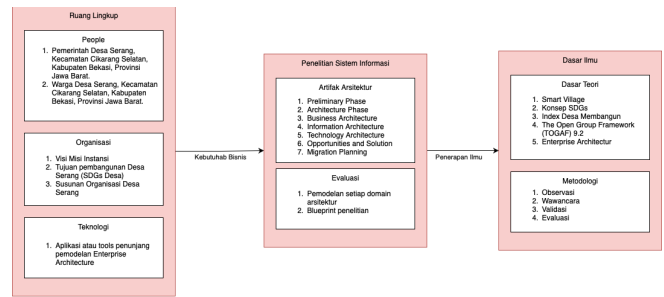 Ruang Lingkup
People
1. Pemerintah Desa Serang,
Kecamatan Cikarang Selatan,
Kabupaten Bekasi, Provinsi
Jawa Barat.
2. Warga Desa Serang, Kecamatan
Cikarang Selatan, Kabupaten
Bekasi, Provinsi Jawa Barat.
Organisasi
1. Visi Misi Instansi
2. Tujuan pembangunan Desa
Serang (SDGs Desa)
3. Susunan Organisasi Desa
Serang
Teknologi
1. Aplikasi atau tools penunjang
pemodelan Enterprise
Architecture
Kebutuhab Bisnis
Penelitian Sistem Informasi
Artifak Arsitektur
1. Preliminary Phase
2. Architecture Phase
3. Business Architecture
4. Information Architecture
5. Technology Architecture
6. Opportunities and Solution
7. Migration Planning
Evaluasi
1. Pemodelan setiap domain
arsitektur
2. Blueprint penelitian
Penerapan Ilmu
Dasar Ilmu
Dasar Teori
1. Smart Village
2. Konsep SDGs
3. Index Desa Membangun
4. The Open Group Framework
(TOGAF) 9.2
5. Enterprise Architectur
Metodologi
1. Observasi
2. Wawancara
3. Validasi
4. Evaluasi